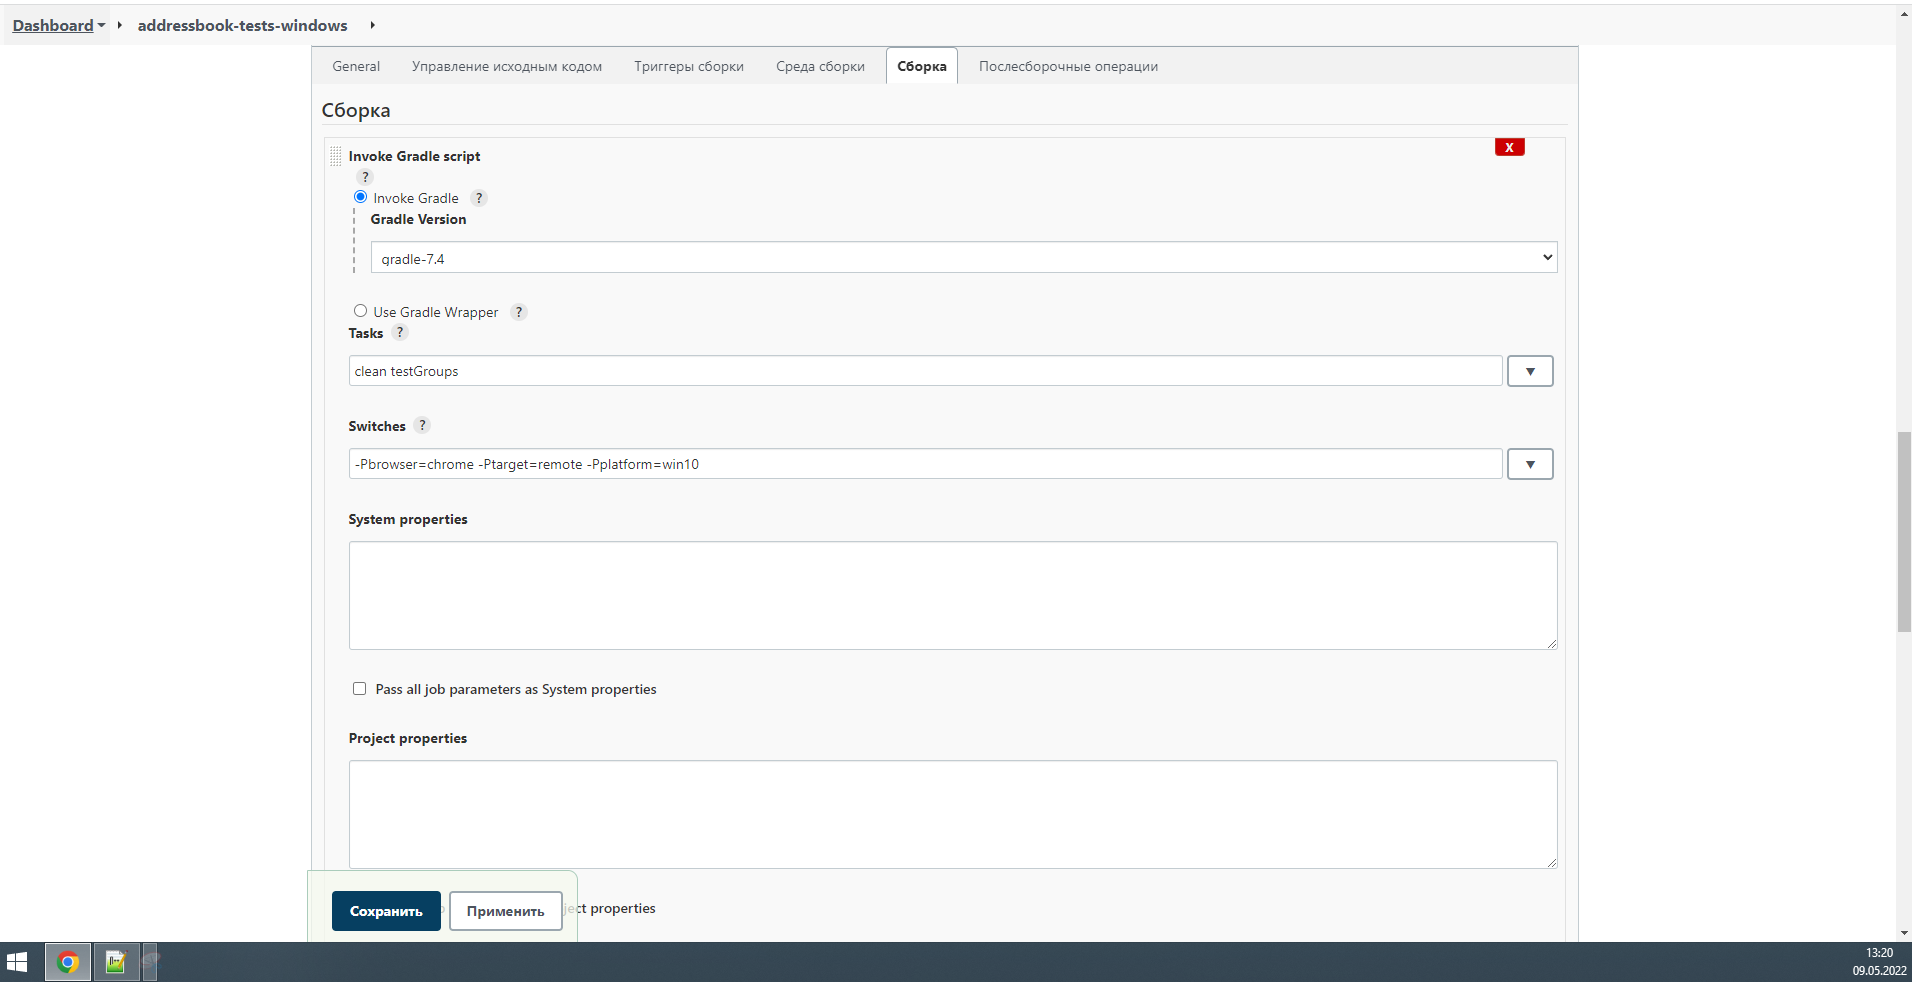 Dashboard addressbook-tests-windows
General Управление исходным кодом Триггеры сборки Среда сборки Сборка Послесборочные операции
Сборка
X
Invoke Gradle script
?
Invoke Gradle ?
Gradle Version
gradle-7.4
Use Gradle Wrapper ?
Tasks ?
clean testGroups
Switches ?
-Pbrowser=chrome -Ptarget=remote -Pplatform=win10
System properties
Pass all job parameters as System properties
Project properties
Сохранить Применить properties
13:20
09.05.2022